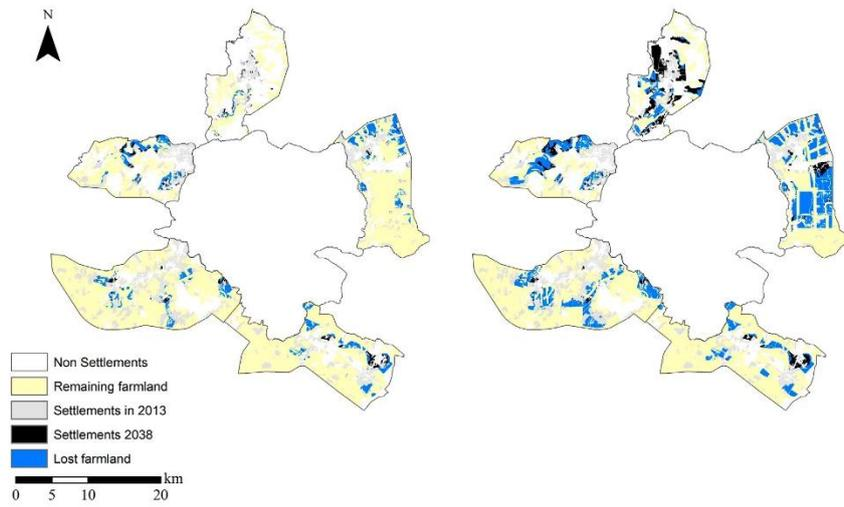 N
Non Settlements
Remaining farmland
Settlements in 2013
Settlements 2038
Lost farmland
km
0 5 10 20